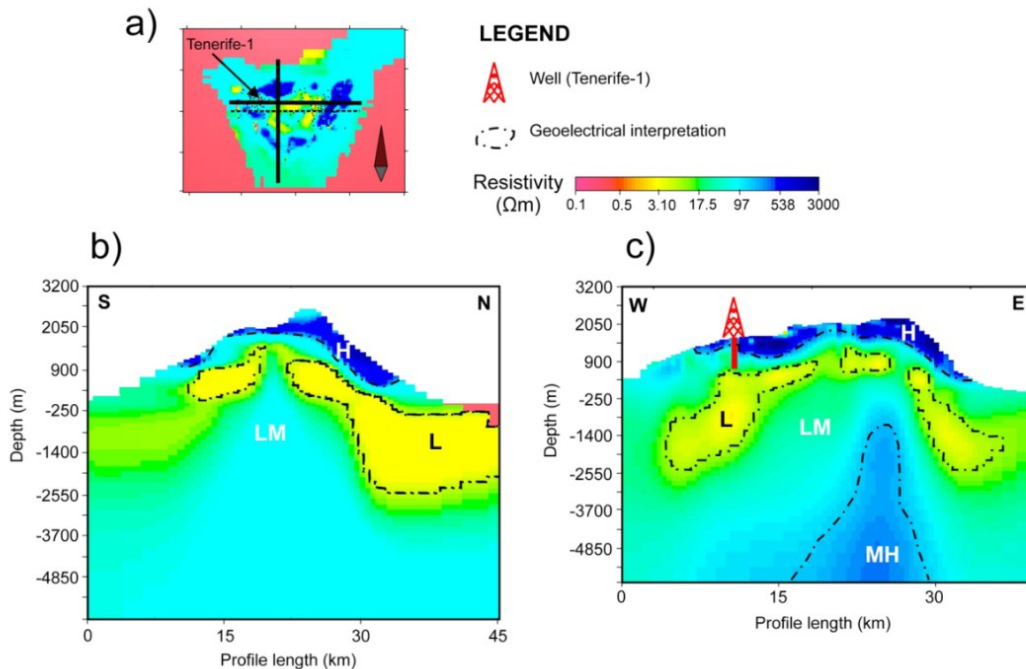 a)
Tenerife-1
LEGEND
Well (Tenerife-1)
Geoelectrical interpretation
Resistivity
(Ωm)
0.1 0.5 3.10 17.5 97 538 3000
b)
S N
3200
2050
900
-250
-1400
-2550
-3700
-4850
Depth (m)
H
LM
L
0 15 30 45
Profile length (km)
c)
W E
3200
2050
900
-250
-1400
-2550
-3700
-4850
Depth (m)
H
L
LM
MH
0 15 30
Profile length (km)